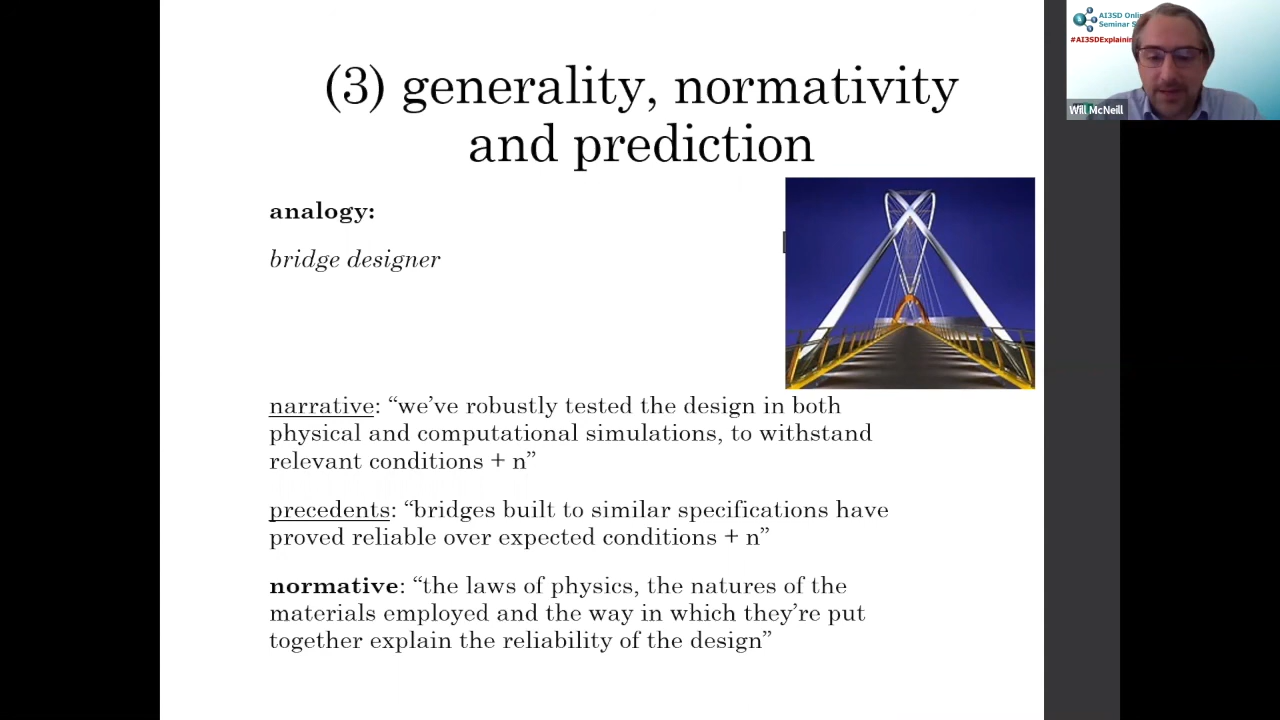 (3) generality, normativity
and prediction
analogy:
bridge designer
narrative: “we’ve robustly tested the design in both
physical and computational simulations, to withstand
relevant conditions + n”
precedents: “bridges built to similar specifications have
proved reliable over expected conditions + n”
normative: “the laws of physics, the natures of the
materials employed and the way in which they’re put
together explain the reliability of the design”
AI3SD Onli
Seminar S
#AI3SDExplainin
Will McNeill